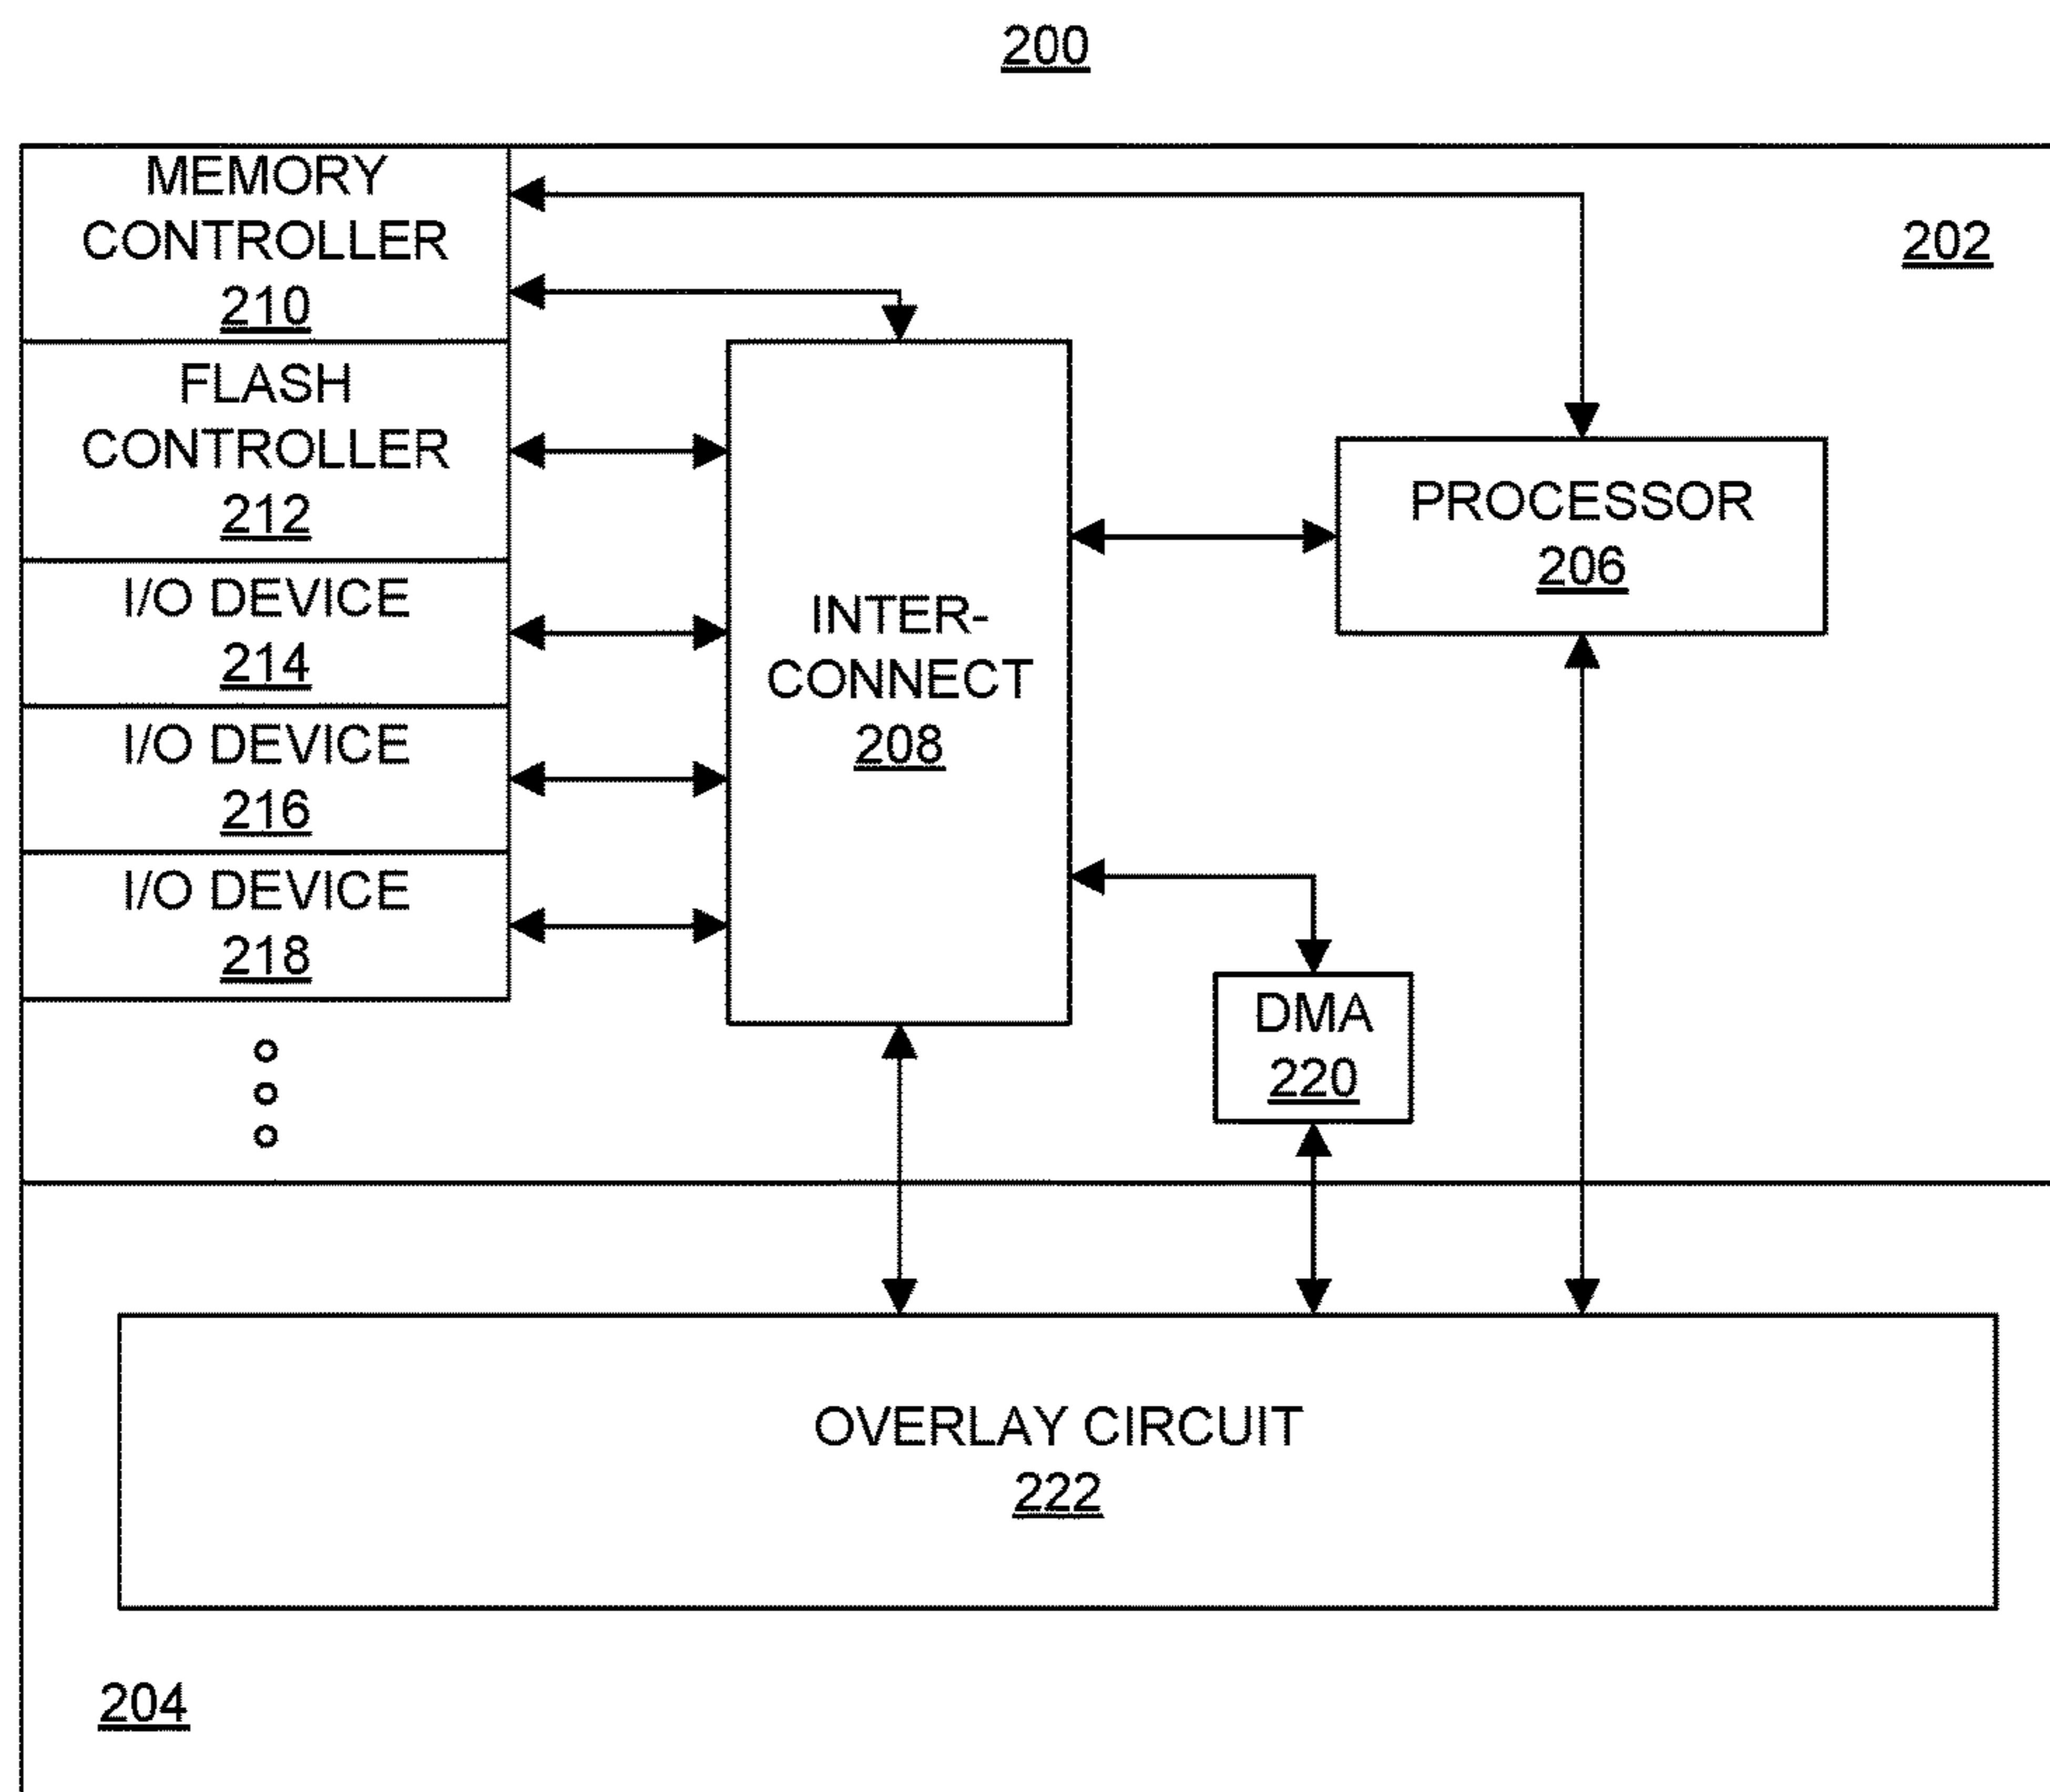 200
MEMORY
CONTROLLER
210
202
FLASH
CONTROLLER
212
I/O DEVICE
214
I/O DEVICE
216
I/O DEVICE
218
INTER-
CONNECT
208
PROCESSOR
206
DMA
220
OVERLAY CIRCUIT
222
204